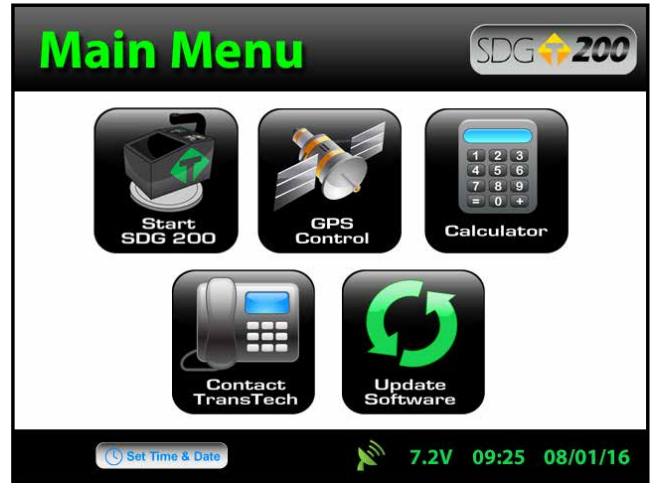 Main Menu
SDG T 200
Start
SDG 200
GPS
Control
Calculator
1 2 3
4 5 6
7 8 9
= 0 +
Contact
TransTech
Update
Software
Set Time & Date
7.2V 09:25 08/01/16